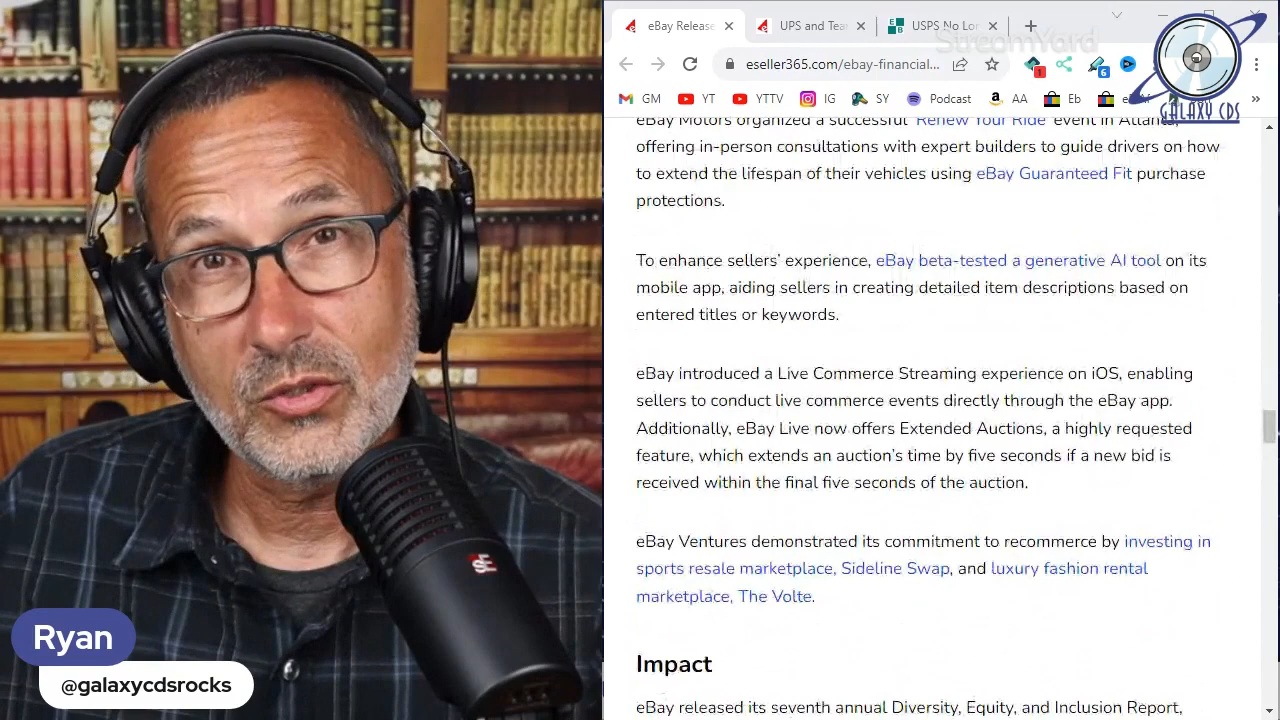 eBay Release
UPS and Tea
USPS No Lon
StreamYard
eseller365.com/ebay-financial...
1
6
GM
YT
YTTV
IG
SY
Podcast
AA
Eb
»
GALAXY CDS
eBay Motors organized a successful 'Renew Your Ride' event in Atlanta,
offering in-person consultations with expert builders to guide drivers on how
to extend the lifespan of their vehicles using eBay Guaranteed Fit purchase
protections.
To enhance sellers' experience, eBay beta-tested a generative AI tool on its
mobile app, aiding sellers in creating detailed item descriptions based on
entered titles or keywords.
eBay introduced a Live Commerce Streaming experience on iOS, enabling
sellers to conduct live commerce events directly through the eBay app.
Additionally, eBay Live now offers Extended Auctions, a highly requested
feature, which extends an auction's time by five seconds if a new bid is
received within the final five seconds of the auction.
eBay Ventures demonstrated its commitment to recommerce by investing in
sports resale marketplace, Sideline Swap, and luxury fashion rental
marketplace, The Volte.
Impact
eBay released its seventh annual Diversity, Equity, and Inclusion Report,
sE
Ryan
@galaxycdsrocks